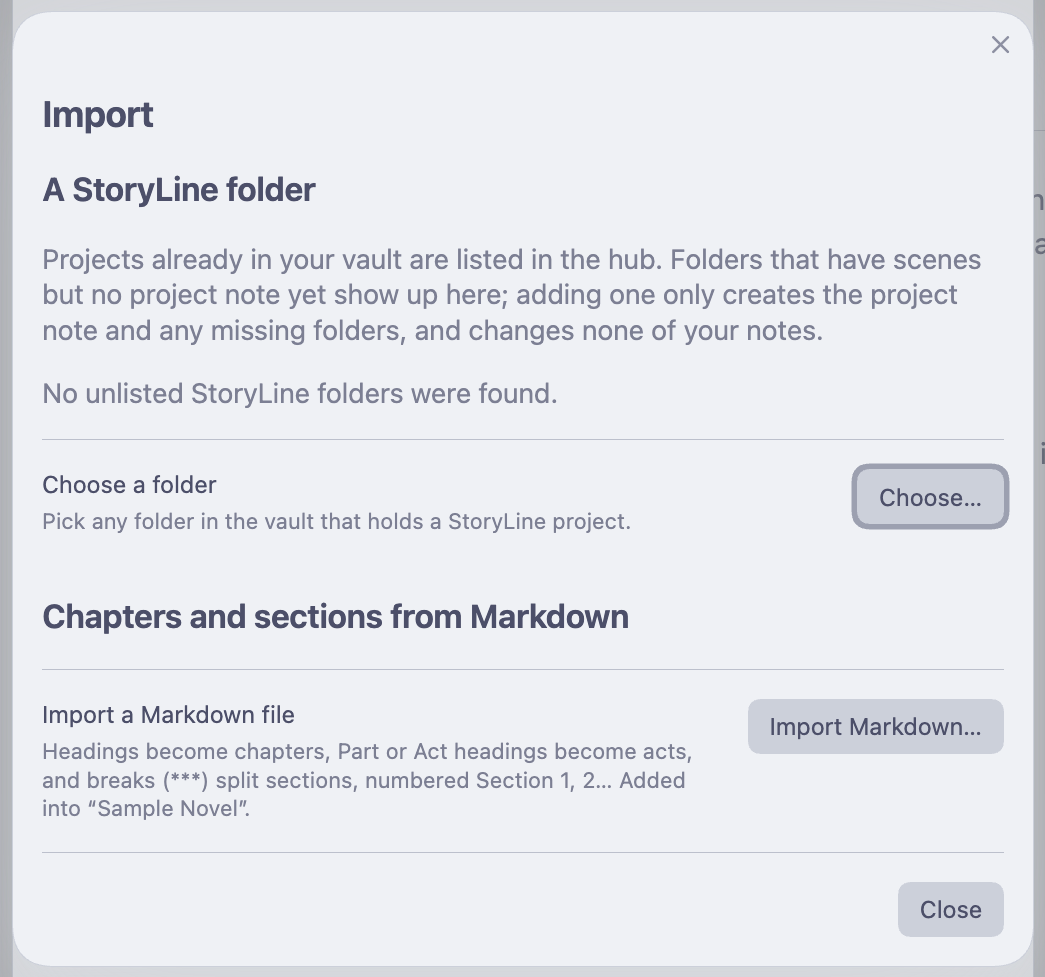 Import
A StoryLine folder
Projects already in your vault are listed in the hub. Folders that have scenes
but no project note yet show up here; adding one only creates the project
note and any missing folders, and changes none of your notes.
No unlisted StoryLine folders were found.
Choose a folder
Choose...
Pick any folder in the vault that holds a StoryLine project.
Chapters and sections from Markdown
Import a Markdown file
Import Markdown...
Headings become chapters, Part or Act headings become acts,
and breaks (***) split sections, numbered Section 1, 2... Added
into “Sample Novel”.
Close